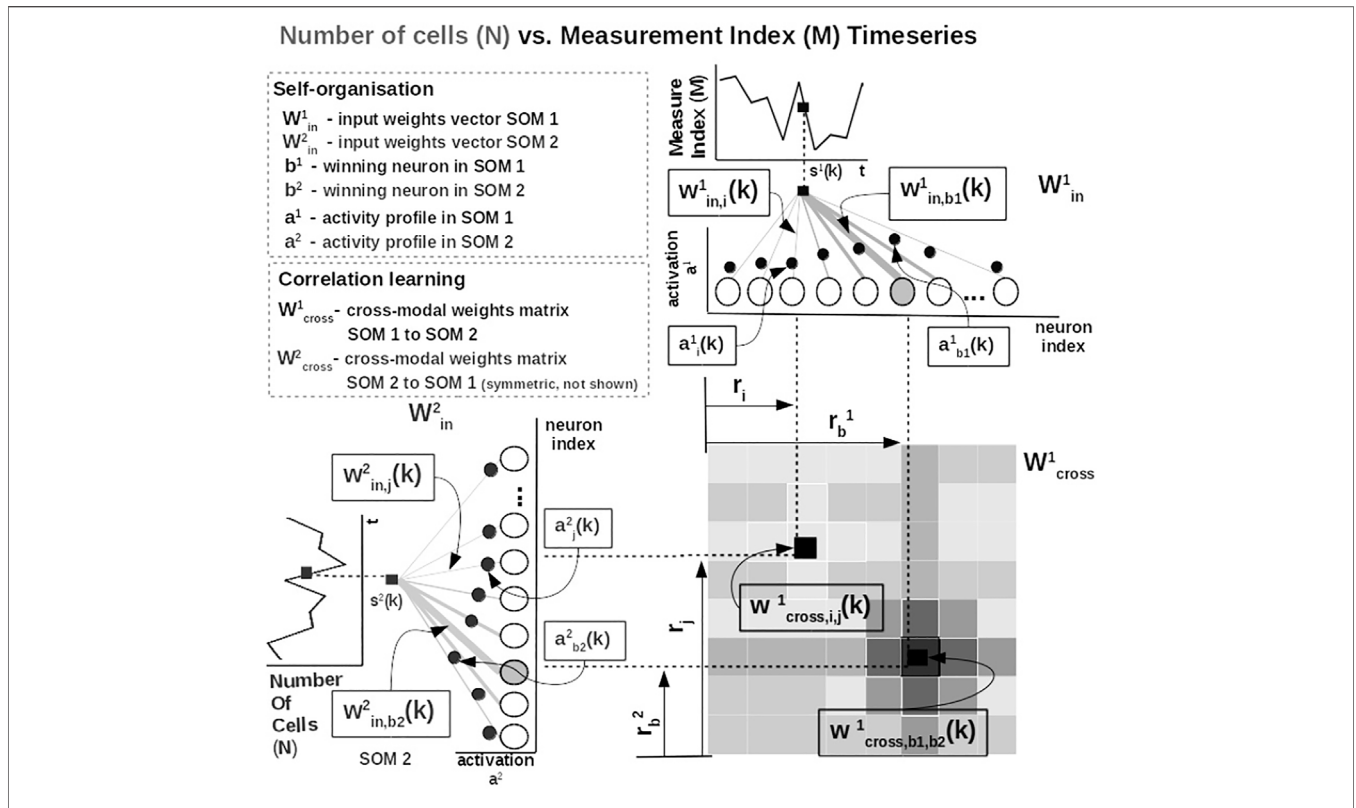 Number of cells (N) vs. Measurement Index (M) Timeseries
Self-organisation
W¹in - input weights vector SOM 1
W²in - input weights vector SOM 2
b¹ - winning neuron in SOM 1
b² - winning neuron in SOM 2
a¹ - activity profile in SOM 1
a² - activity profile in SOM 2
Correlation learning
W¹cross- cross-modal weights matrix
SOM 1 to SOM 2
W²cross- cross-modal weights matrix
SOM 2 to SOM 1 (symmetric, not shown)
Measure
Index (M)
s¹(k)
t
w¹in,i(k)
w¹in,b1(k)
W¹in
activation
a¹
...
a¹i(k)
a¹b1(k)
neuron
index
ri
rb¹
W¹cross
W²in
neuron
index
w²in,j(k)
...
t
a²j(k)
s²(k)
a²b2(k)
w¹cross,i,j(k)
rj
Number
Of
Cells
(N)
w²in,b2(k)
rb²
w¹cross,b1,b2(k)
SOM 2
activation
a²